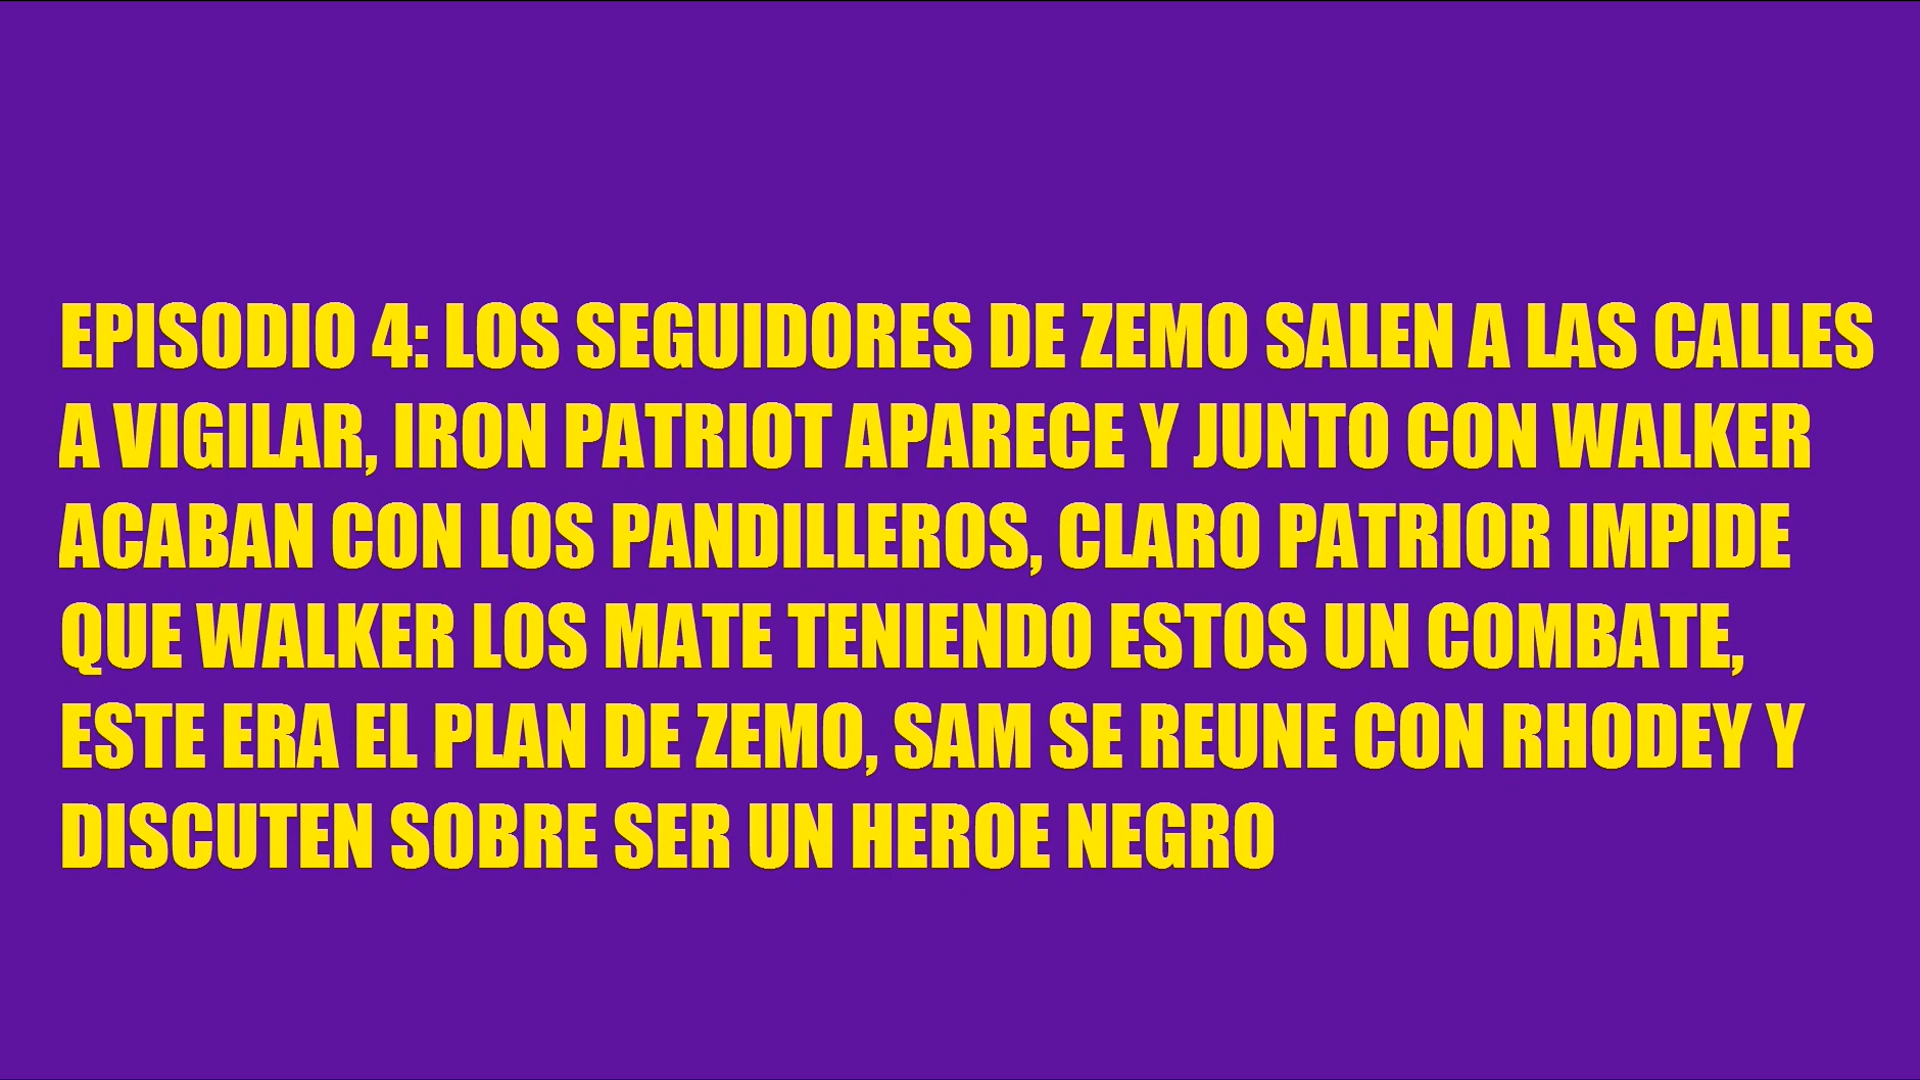 EPISODIO 4: LOS SEGUIDORES DE ZEMO SALEN A LAS CALLES
A VIGILAR, IRON PATRIOT APARECE Y JUNTO CON WALKER
ACABAN CON LOS PANDILLEROS, CLARO PATRIOR IMPIDE
QUE WALKER LOS MATE TENIENDO ESTOS UN COMBATE,
ESTE ERA EL PLAN DE ZEMO, SAM SE REUNE CON RHODEY Y
DISCUTEN SOBRE SER UN HEROE NEGRO